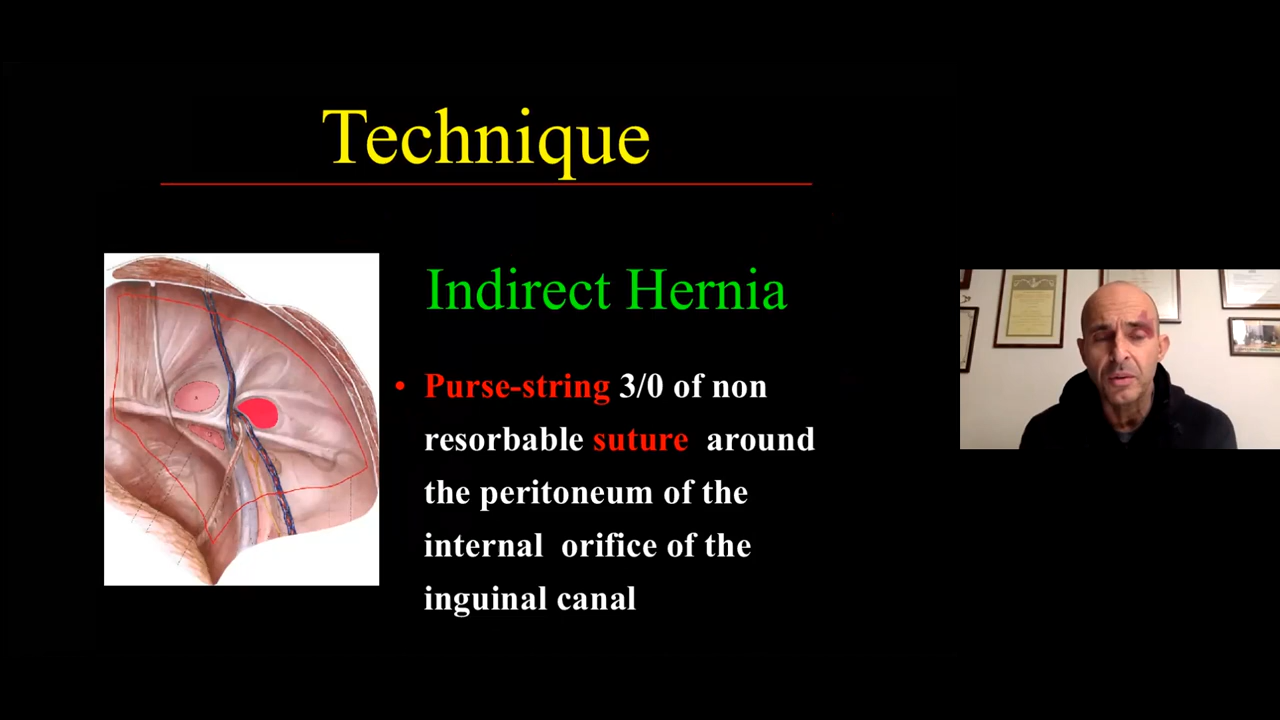 Technique
Indirect Hernia
• Purse-string 3/0 of non
resorbable suture around
the peritoneum of the
internal orifice of the
inguinal canal